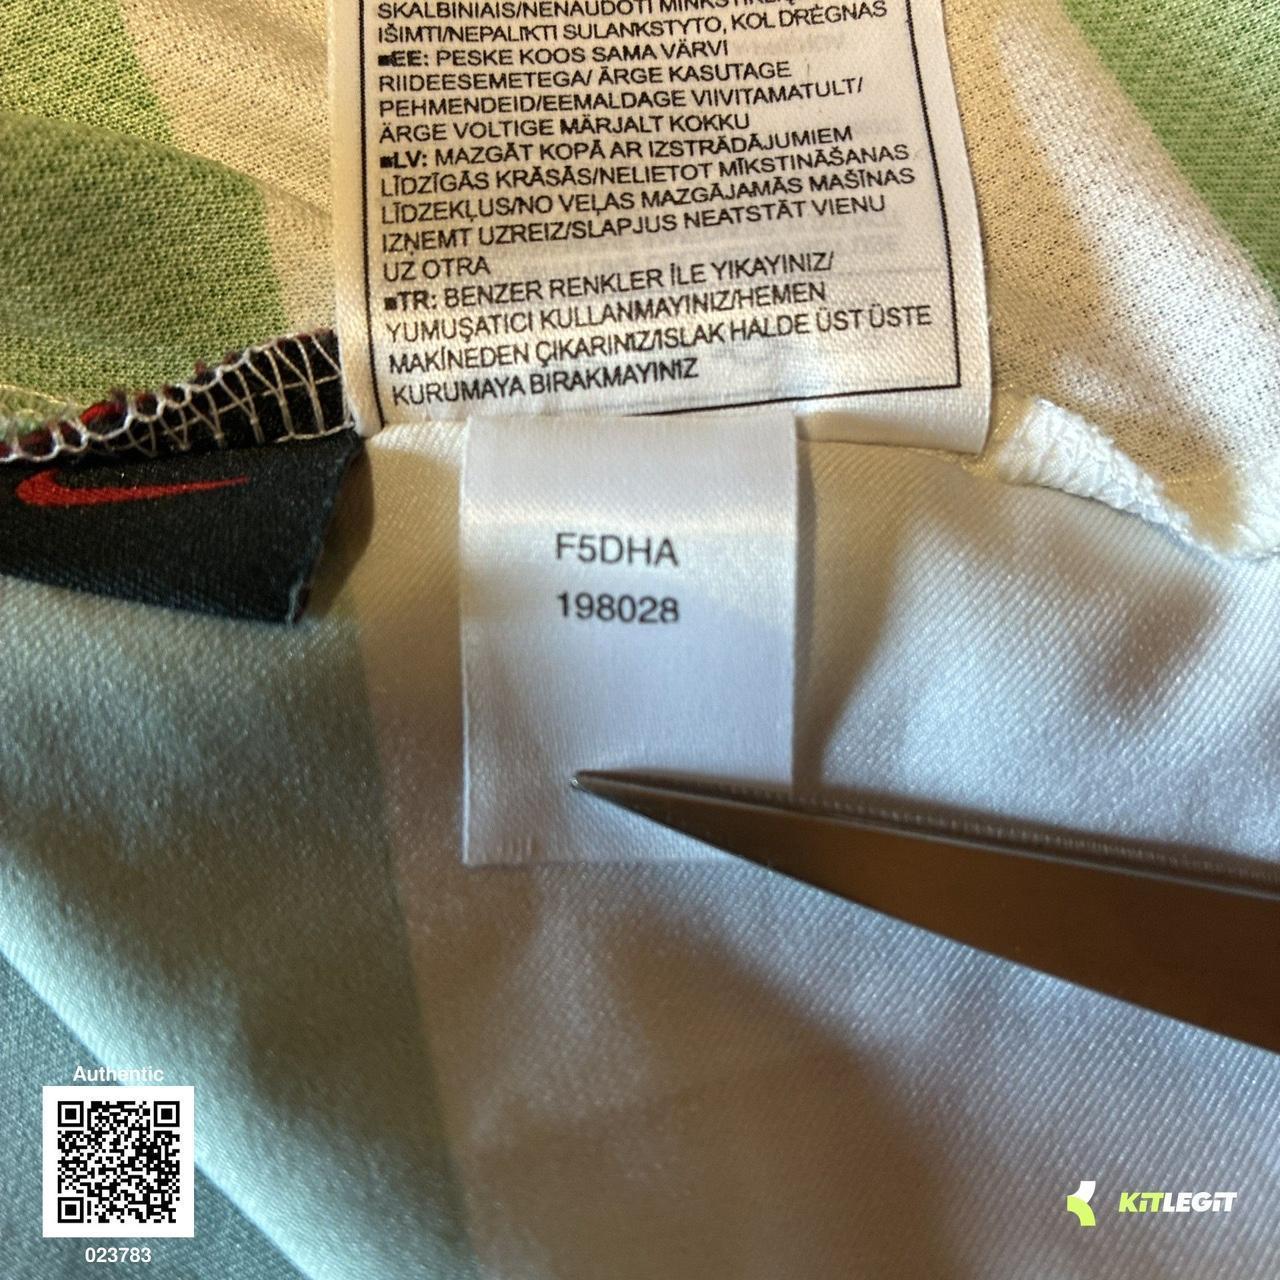 SKALBINIAIS/NENAUDOTI
IŠIMTI/NEPALIKTI SULANKSTYTO, KOL DRĖGNAS
■EE: PESKE KOOS SAMA VÄRVI
RIIDEESEMETEGA/ ÄRGE KASUTAGE
PEHMENDEID/EEMALDAGE VIIVITAMATULT/
ÄRGE VOLTIGE MÄRJALT KOKKU
■LV: MAZGĀT KOPĀ AR IZSTRĀDĀJUMIEM
LĪDZĪGĀS KRĀSĀS/NELIETOT MĪKSTINĀŠANAS
LĪDZEKĻUS/NO VEĻAS MAZGĀJAMĀS MAŠĪNAS
IZŅEMT UZREIZ/SLAPJUS NEATSTĀT VIENU
UZ OTRA
■TR: BENZER RENKLER İLE YIKAYINIZ/
YUMUŞATICI KULLANMAYINIZ/HEMEN
MAKİNEDEN ÇIKARINIZ/ISLAK HALDE ÜST ÜSTE
KURUMAYA BIRAKMAYINIZ
F5DHA
198028
Authentic
023783
KITLEGIT